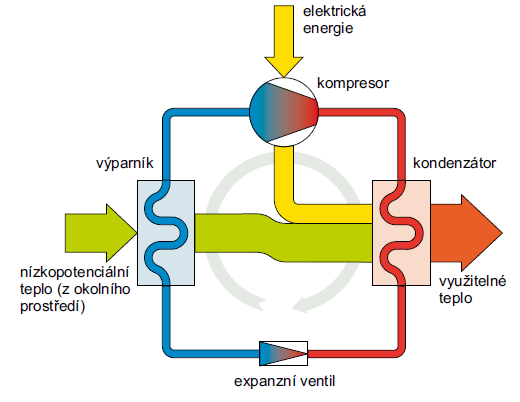 elektrická
energie
kompresor
výparník
kondenzátor
nízkopotenciální
teplo (z okolního
prostředí)
využitelné
teplo
expanzní ventil